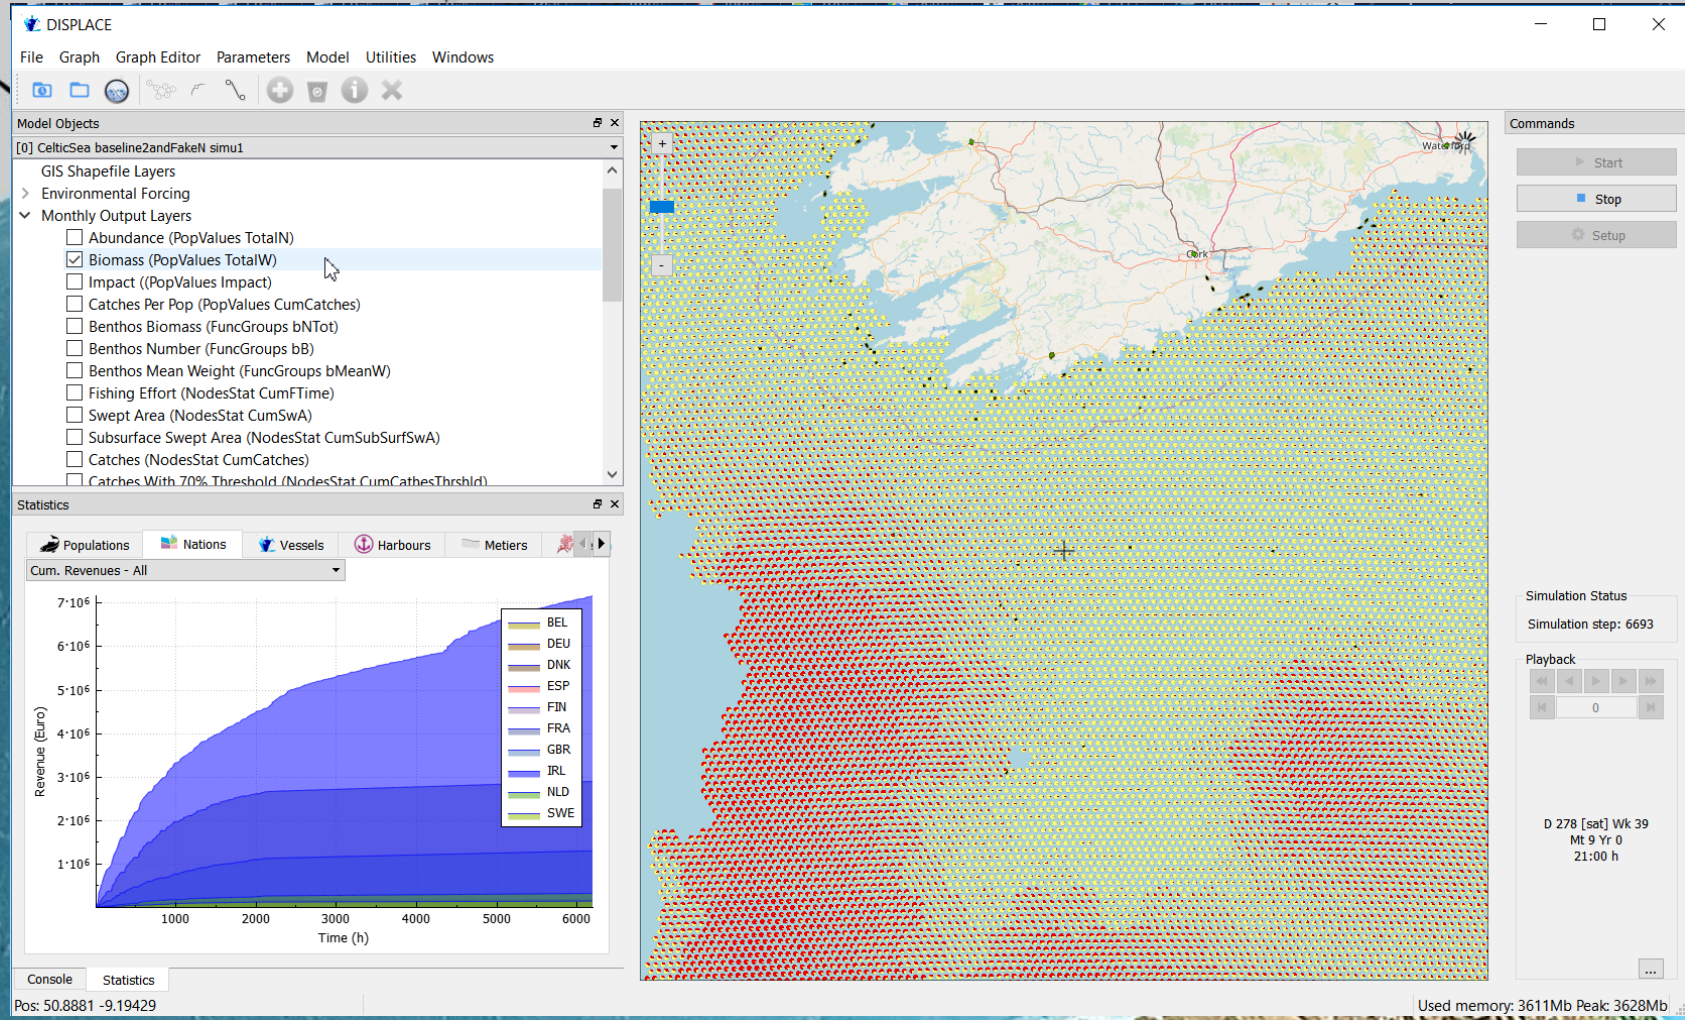 DISPLACE
File Graph Graph Editor Parameters Model Utilities Windows
Model Objects
[0] CelticSea baseline2andFakeN simu1
GIS Shapefile Layers
Environmental Forcing
Monthly Output Layers
Abundance (PopValues TotalN)
Biomass (PopValues TotalW)
Impact ((PopValues Impact)
Catches Per Pop (PopValues CumCatches)
Benthos Biomass (FuncGroups bNTot)
Benthos Number (FuncGroups bB)
Benthos Mean Weight (FuncGroups bMeanW)
Fishing Effort (NodesStat CumFTime)
Swept Area (NodesStat CumSwA)
Subsurface Swept Area (NodesStat CumSubSurfSwA)
Catches (NodesStat CumCatches)
Catches With 70% Threshold (NodesStat CumCathesThrshld)
Statistics
Populations Nations Vessels Harbours Metiers
Cum. Revenues - All
7·10⁶
6·10⁶
5·10⁶
4·10⁶
3·10⁶
2·10⁶
1·10⁶
Revenue (Euro)
BEL
DEU
DNK
ESP
FIN
FRA
GBR
IRL
NLD
SWE
1000 2000 3000 4000 5000 6000
Time (h)
Console Statistics
Pos: 50.8881 -9.19429
+
-
Waterford
Cork
Commands
Start
Stop
Setup
Simulation Status
Simulation step: 6693
Playback
0
D 278 [sat] Wk 39
Mt 9 Yr 0
21:00 h
...
Used memory: 3611Mb Peak: 3628Mb